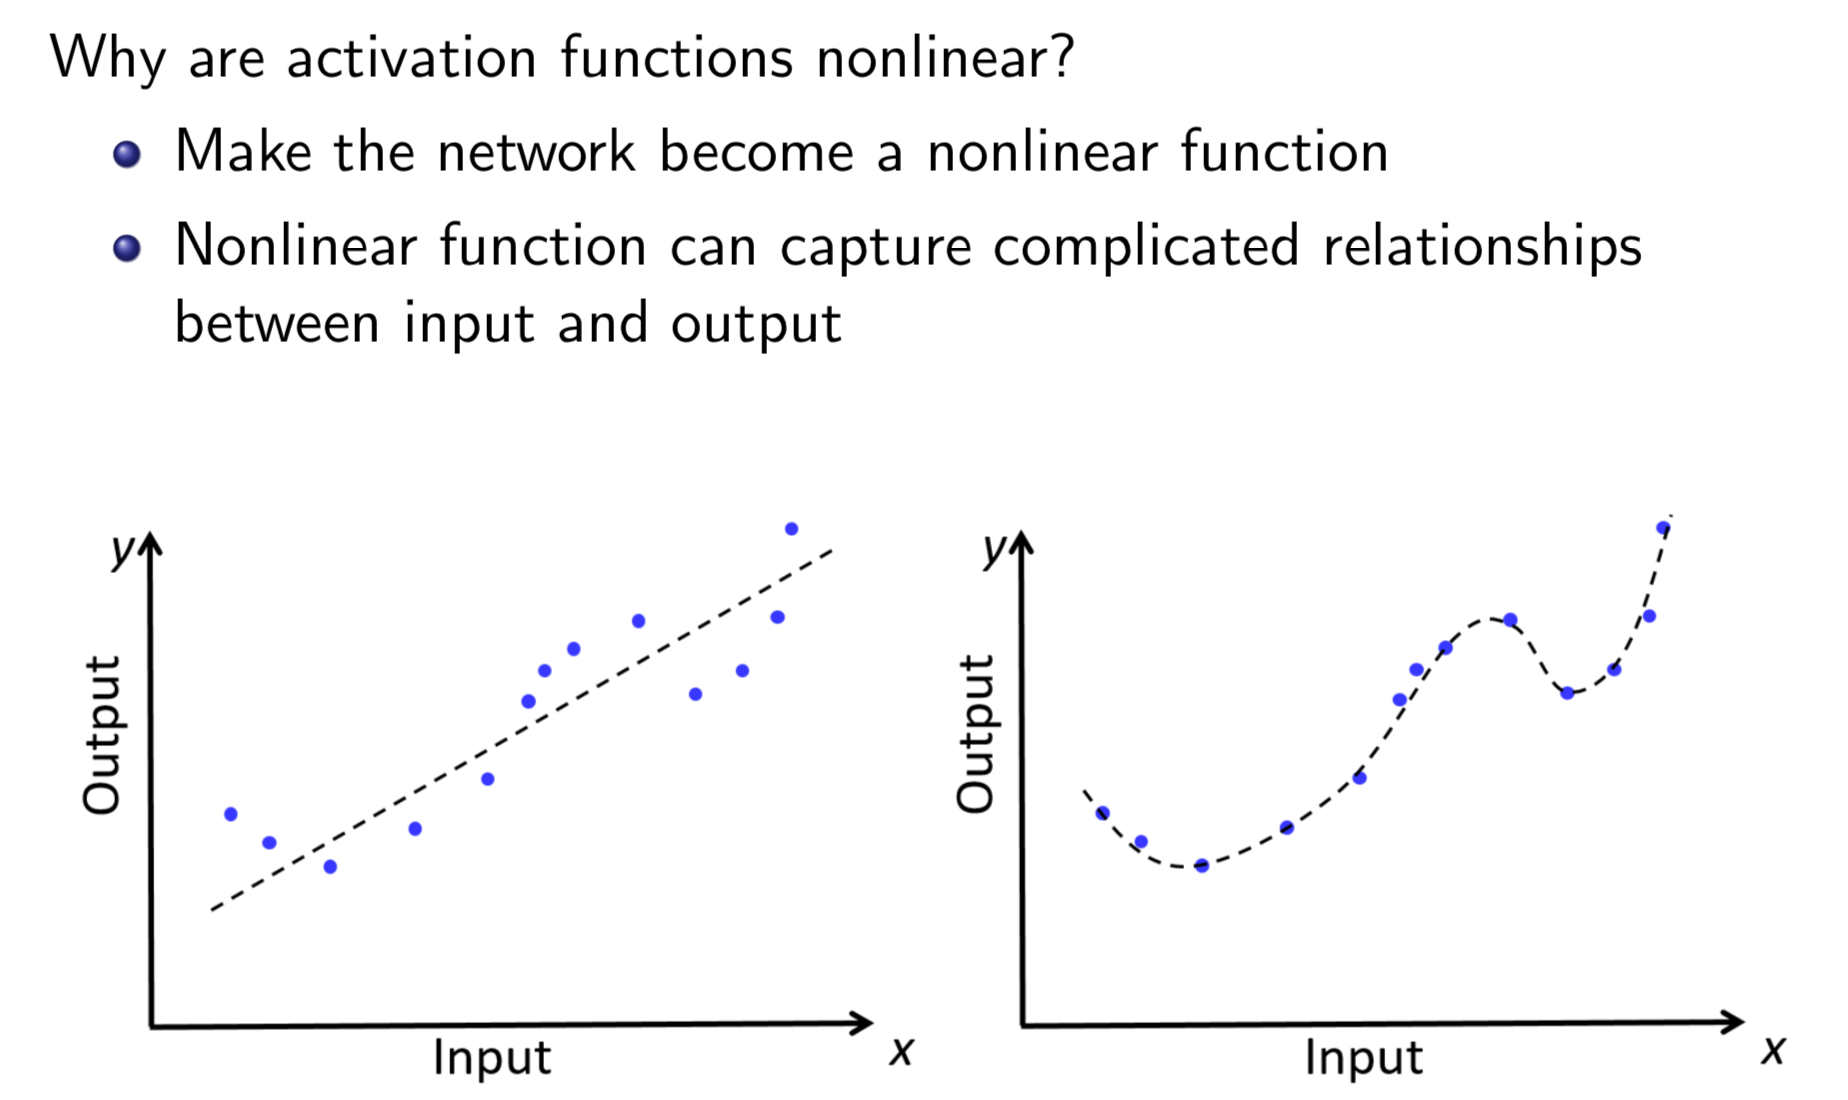 Why are activation functions nonlinear?
Make the network become a nonlinear function
Nonlinear function can capture complicated relationships
between input and output
y
Output
Input
x
y
Output
Input
x